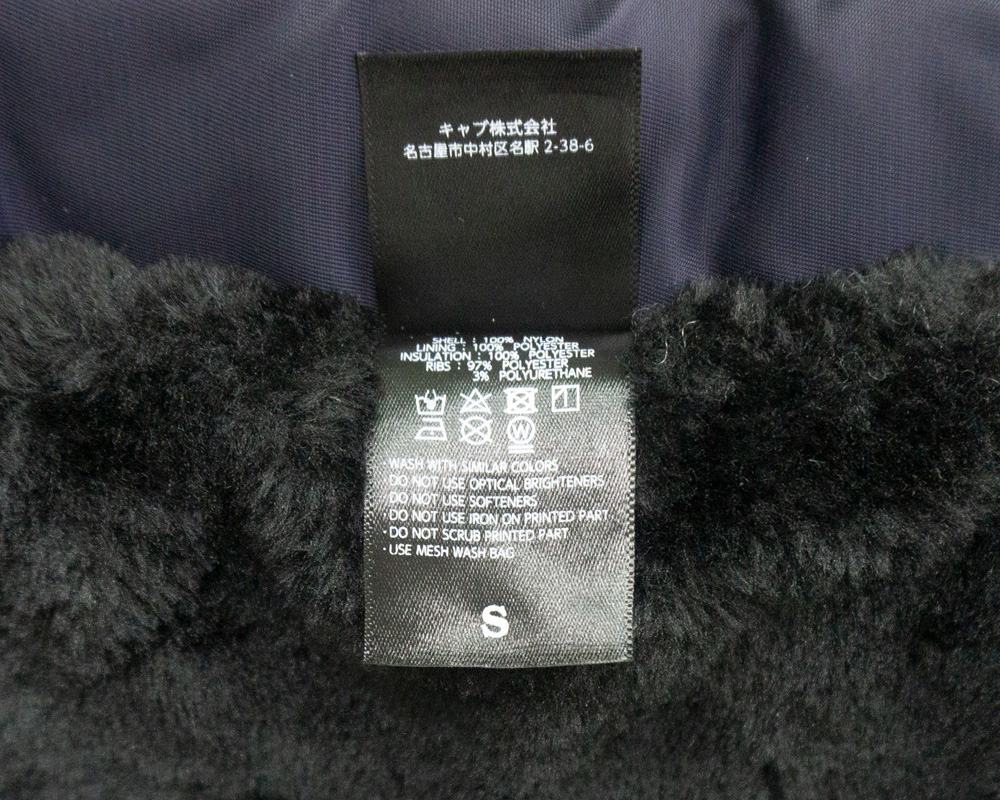 キャブ株式会社
名古屋市中村区名駅 2-38-6
SHELL : 100% NYLON
LINING : 100% POLYESTER
INSULATION : 100% POLYESTER
RIBS : 97% POLYESTER
3% POLYURETHANE
W
WASH WITH SIMILAR COLORS
DO NOT USE OPTICAL BRIGHTENERS
DO NOT USE SOFTENERS
DO NOT USE IRON ON PRINTED PART
· DO NOT SCRUB PRINTED PART
· USE MESH WASH BAG
S